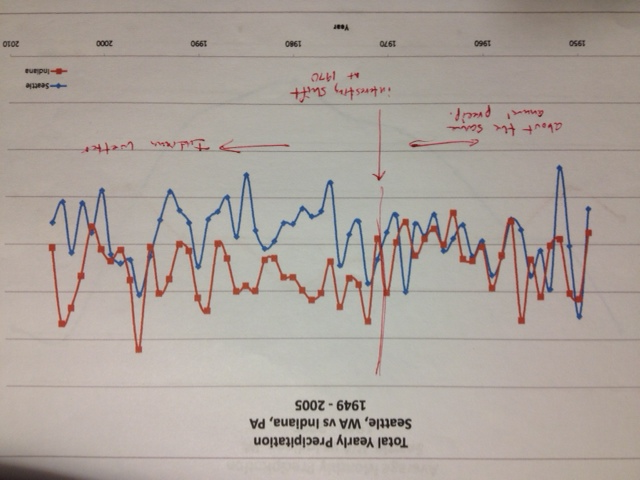 Total Yearly Precipitation
Seattle, WA vs Indiana, PA
1949 - 2005
about the same
annual precip.
Indiana wetter
interesting shift
at 1970
Seattle
Indiana
1950 1960 1970 1980 1990 2000 2010
Year